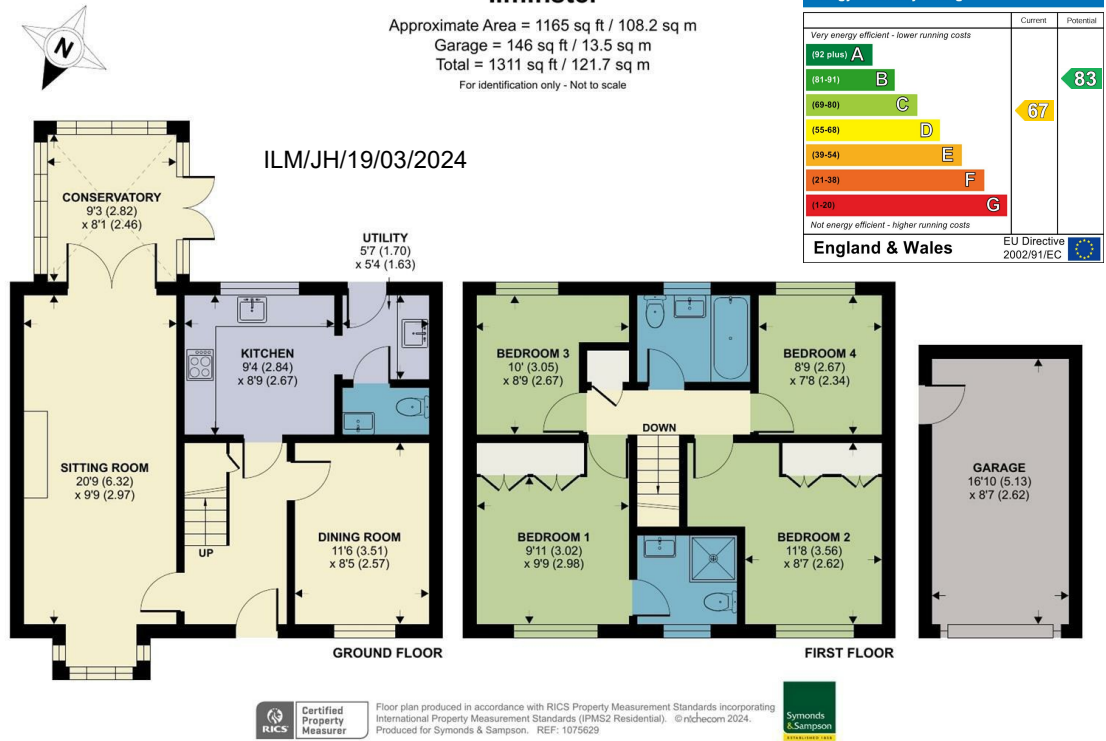 Approximate Area = 1165 sq ft / 108.2 sq m
Garage = 146 sq ft / 13.5 sq m
Total = 1311 sq ft / 121.7 sq m
For identification only - Not to scale
N
ILM/JH/19/03/2024
Current
Potential
Very energy efficient - lower running costs
(92 plus) A
(81-91) B
(69-80) C
(55-68) D
(39-54) E
(21-38) F
(1-20) G
67
83
Not energy efficient - higher running costs
England & Wales
EU Directive
2002/91/EC
CONSERVATORY
9'3 (2.82)
x 8'1 (2.46)
UTILITY
5'7 (1.70)
x 5'4 (1.63)
KITCHEN
9'4 (2.84)
x 8'9 (2.67)
SITTING ROOM
20'9 (6.32)
x 9'9 (2.97)
UP
DINING ROOM
11'6 (3.51)
x 8'5 (2.57)
GROUND FLOOR
BEDROOM 3
10' (3.05)
x 8'9 (2.67)
BEDROOM 4
8'9 (2.67)
x 7'8 (2.34)
DOWN
BEDROOM 1
9'11 (3.02)
x 9'9 (2.98)
BEDROOM 2
11'8 (3.56)
x 8'7 (2.62)
FIRST FLOOR
GARAGE
16'10 (5.13)
x 8'7 (2.62)
RICS
Certified
Property
Measurer
Floor plan produced in accordance with RICS Property Measurement Standards incorporating
International Property Measurement Standards (IPMS2 Residential). © nichecom 2024.
Produced for Symonds & Sampson. REF: 1075629
Symonds
&Sampson